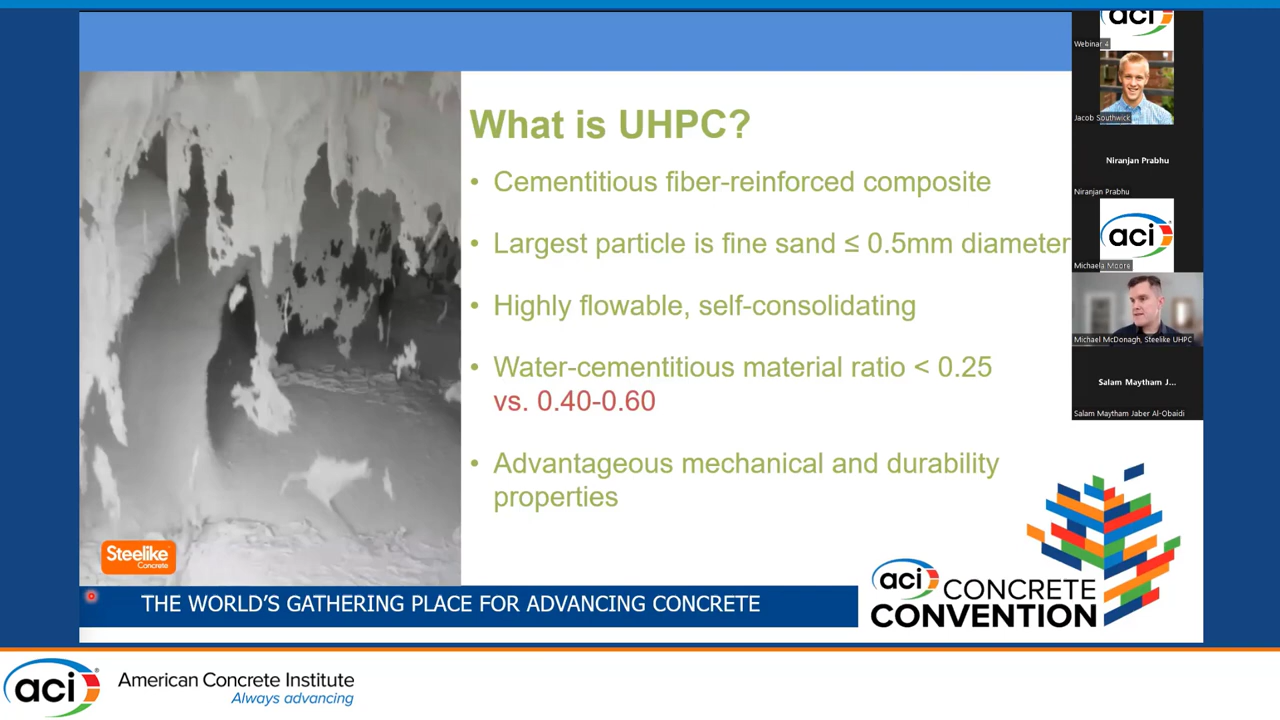 What is UHPC?
• Cementitious fiber-reinforced composite
• Largest particle is fine sand ≤ 0.5mm diameter
• Highly flowable, self-consolidating
• Water-cementitious material ratio < 0.25
vs. 0.40-0.60
• Advantageous mechanical and durability
properties
Steelike
Concrete
THE WORLD'S GATHERING PLACE FOR ADVANCING CONCRETE
aci CONCRETE
CONVENTION
aci
Webinar 4
Jacob Southwick
Niranjan Prabhu
Niranjan Prabhu
aci
Michaela Moore
Michael McDonagh, Steelike UHPC
Salam Maytham J...
Salam Maytham Jaber Al-Obaidi
aci®
American Concrete Institute
Always advancing